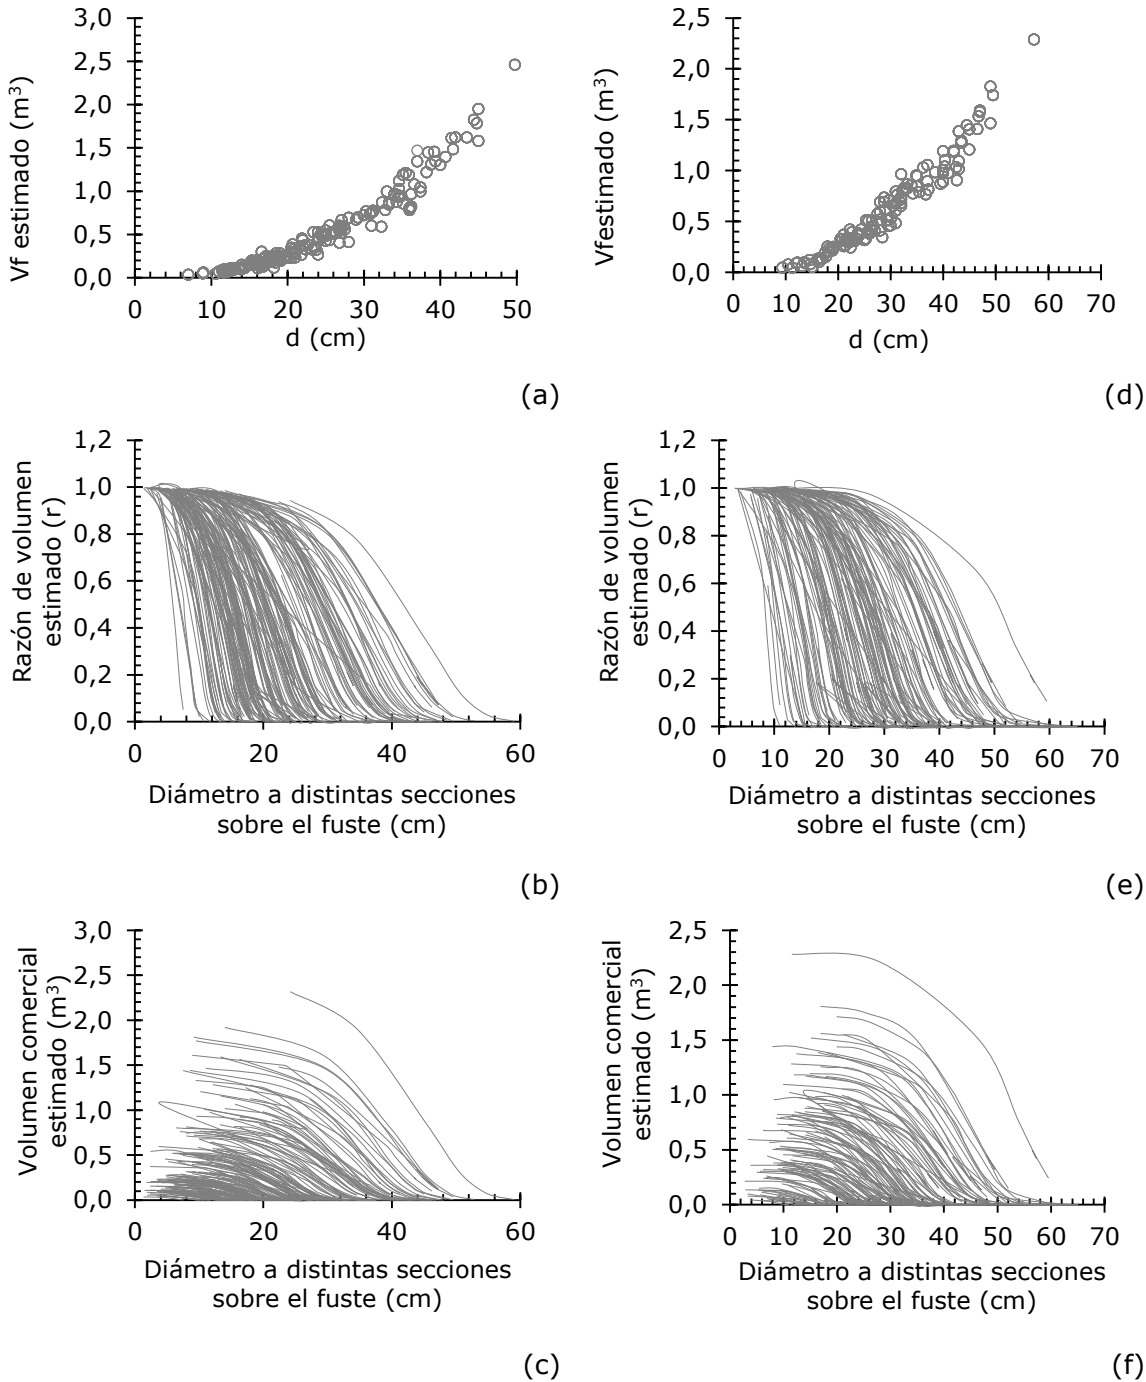 3,0
2,5
2,0
1,5
1,0
0,5
0,0
Vf estimado (m³)
0 10 20 30 40 50
d (cm)
(a)
2,5
2,0
1,5
1,0
0,5
0,0
Vfestimado (m³)
0 10 20 30 40 50 60 70
d (cm)
(d)
1,2
1,0
0,8
0,6
0,4
0,2
0,0
Razón de volumen
estimado (r)
0 20 40 60
Diámetro a distintas secciones
sobre el fuste (cm)
(b)
1,2
1,0
0,8
0,6
0,4
0,2
0,0
Razón de volumen
estimado (r)
0 10 20 30 40 50 60 70
Diámetro a distintas secciones
sobre el fuste (cm)
(e)
3,0
2,5
2,0
1,5
1,0
0,5
0,0
Volumen comercial
estimado (m³)
0 20 40 60
Diámetro a distintas secciones
sobre el fuste (cm)
(c)
2,5
2,0
1,5
1,0
0,5
0,0
Volumen comercial
estimado (m³)
0 10 20 30 40 50 60 70
Diámetro a distintas secciones
sobre el fuste (cm)
(f)